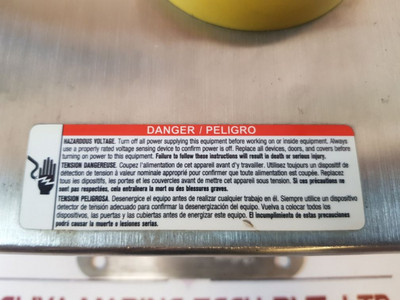 DANGER / PELIGRO
HAZARDOUS VOLTAGE. Turn off all power supplying this equipment before working on or inside equipment. Always
use a properly rated voltage sensing device to confirm power is off. Replace all devices, doors, and covers before
turning on power to this equipment. Failure to follow these instructions will result in death or serious injury.
TENSION DANGEREUSE. Coupez l'alimentation de cet appareil avant d'y travailler. Utilisez toujours un dispositif de
détection de tension à valeur nominale approprié pour confirmer que toute alimentation est coupée. Replacez
tous les dispositifs, les portes et les couvercles avant de mettre cet appareil sous tension. Si ces précautions ne
sont pas respectées, cela entraînera la mort ou des blessures graves.
TENSION PELIGROSA. Desenergice el equipo antes de realizar cualquier trabajo en él. Siempre utilice un dispositivo
detector de tensión adecuado para confirmar la desenergización del equipo. Vuelva a colocar todos los
dispositivos, las puertas y las cubiertas antes de energizar este equipo. El incumplimiento de estas precauciones
podrá causar la muerte o lesiones serias.